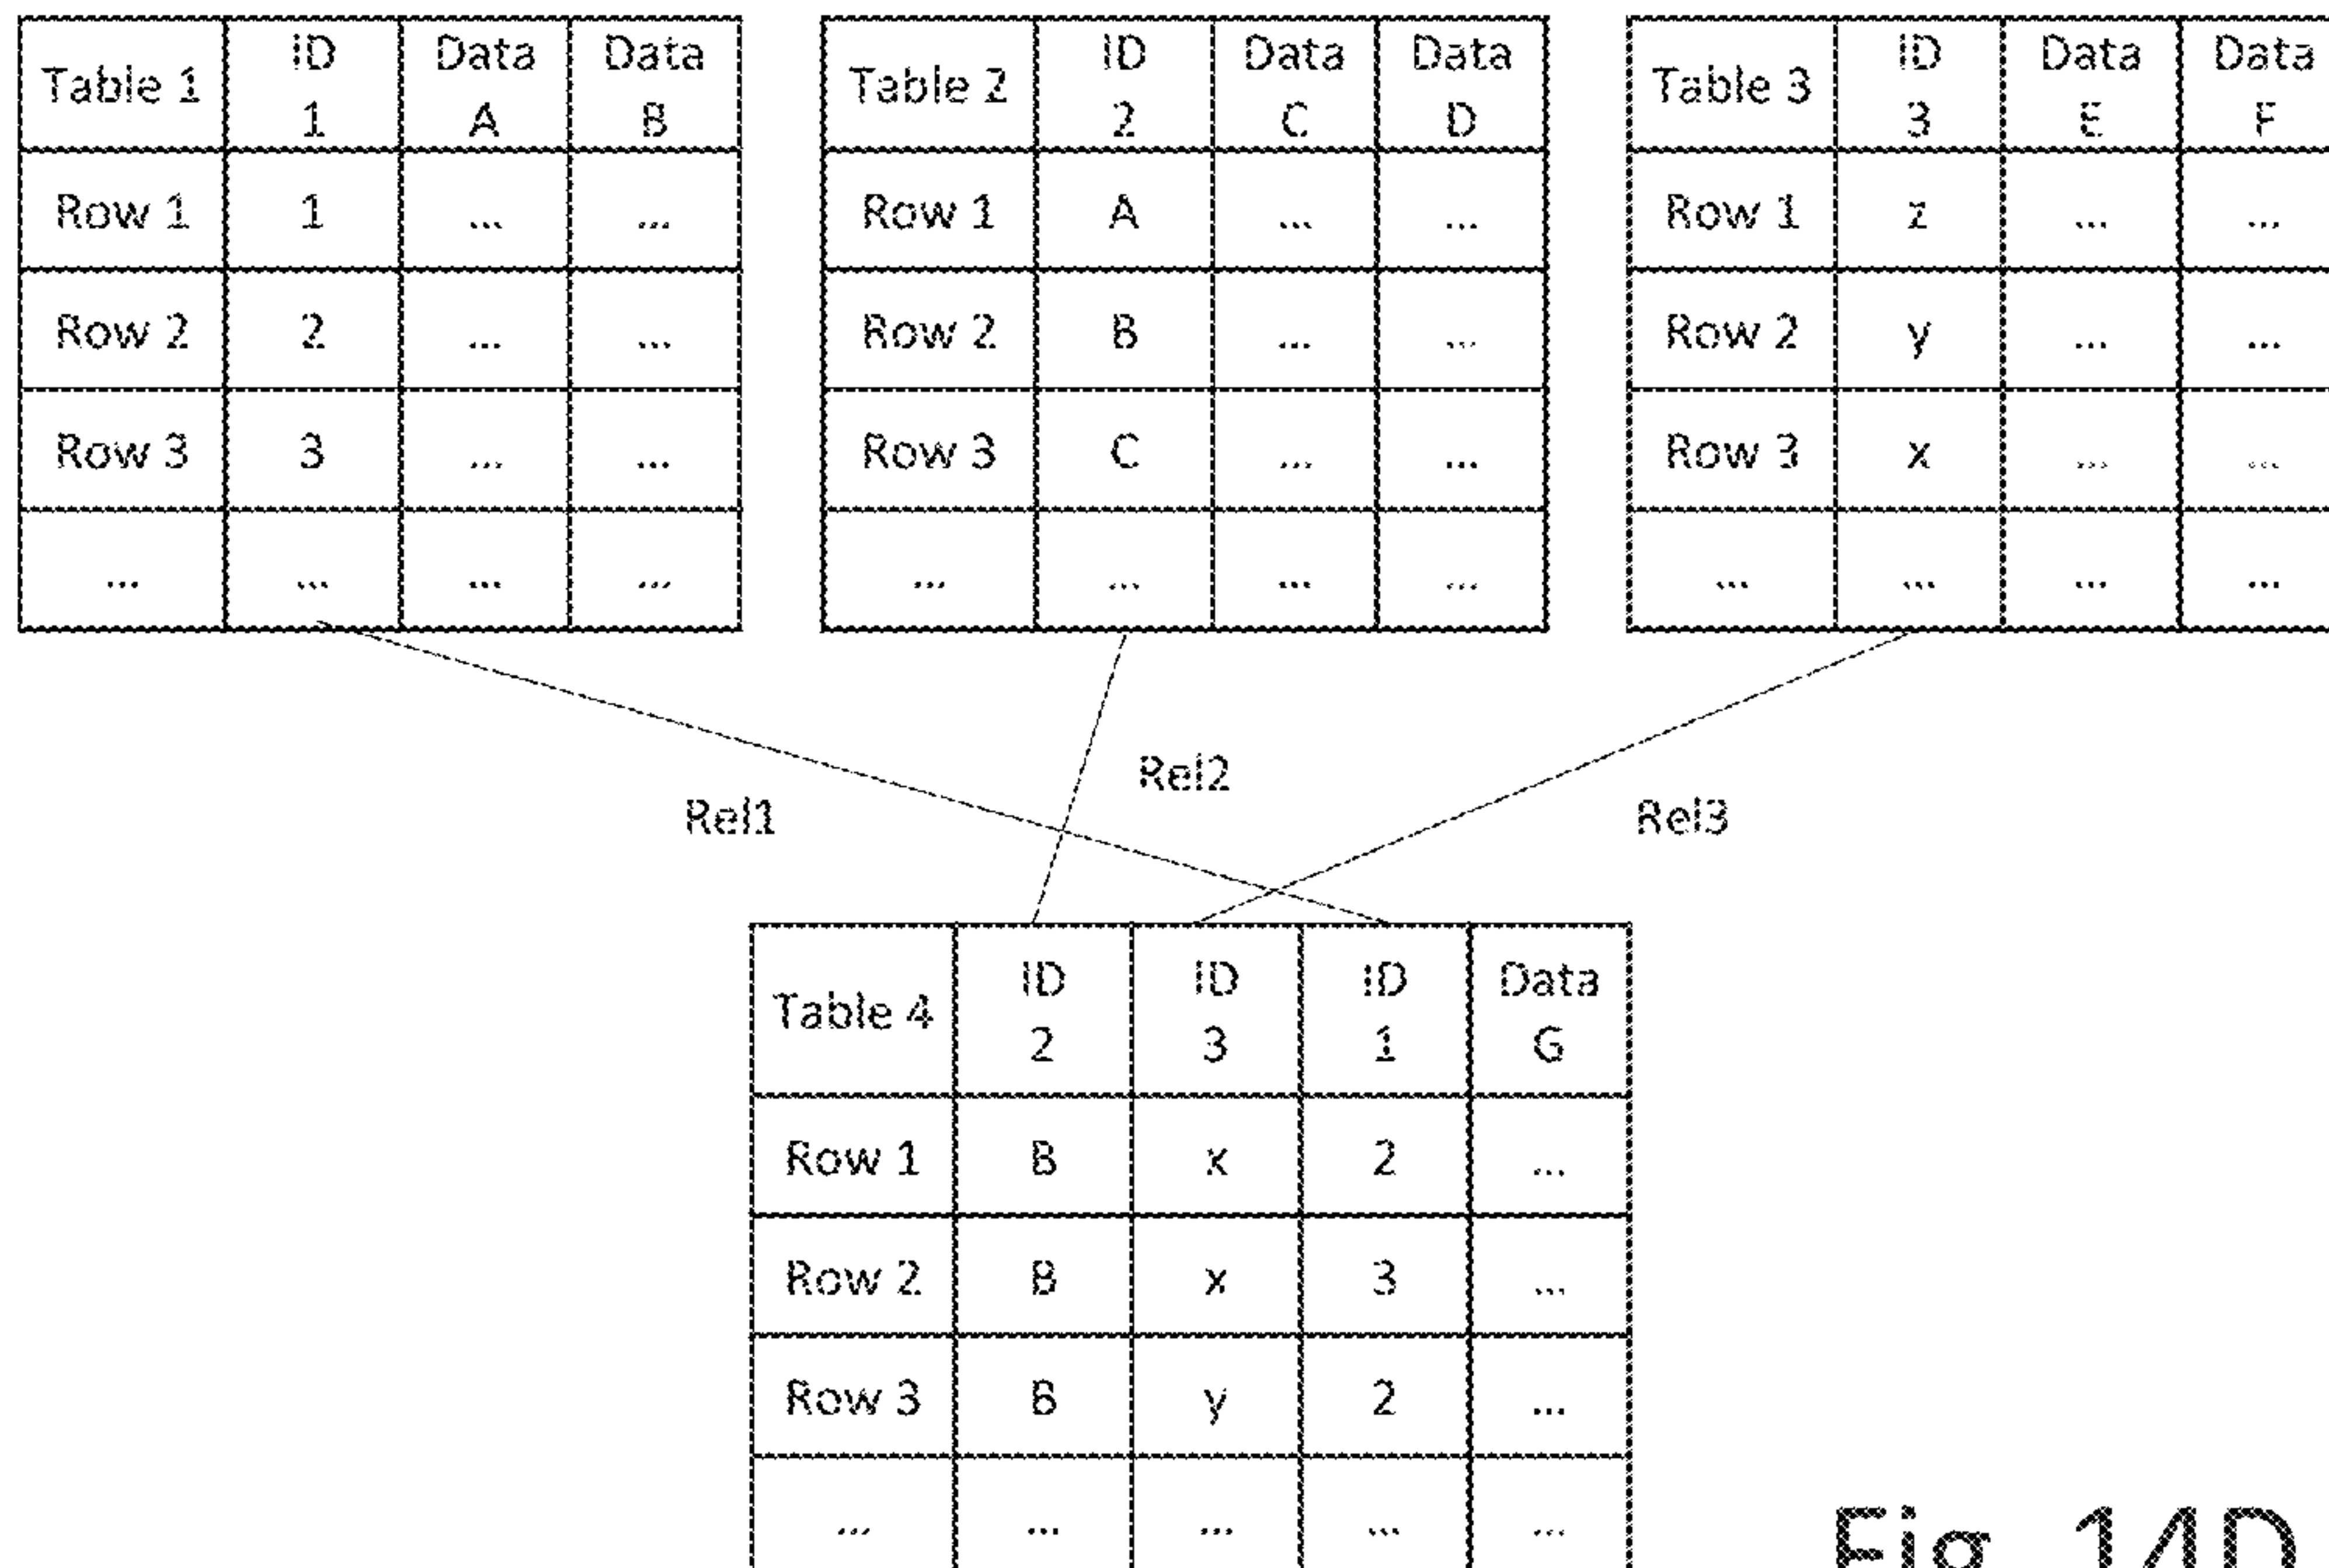 Table 1 ID 1 Data A Data B
Row 1 1 ... ...
Row 2 2 ... ...
Row 3 3 ... ...
... ... ... ...
Table 2 ID 2 Data C Data D
Row 1 A ... ...
Row 2 B ... ...
Row 3 C ... ...
... ... ... ...
Table 3 ID 3 Data E Data F
Row 1 z ... ...
Row 2 y ... ...
Row 3 x ... ...
... ... ... ...
Rel1
Rel2
Rel3
Table 4 ID 2 ID 3 ID 1 Data G
Row 1 B x 2 ...
Row 2 B x 3 ...
Row 3 B y 2 ...
... ... ... ... ...
Fig. 14D